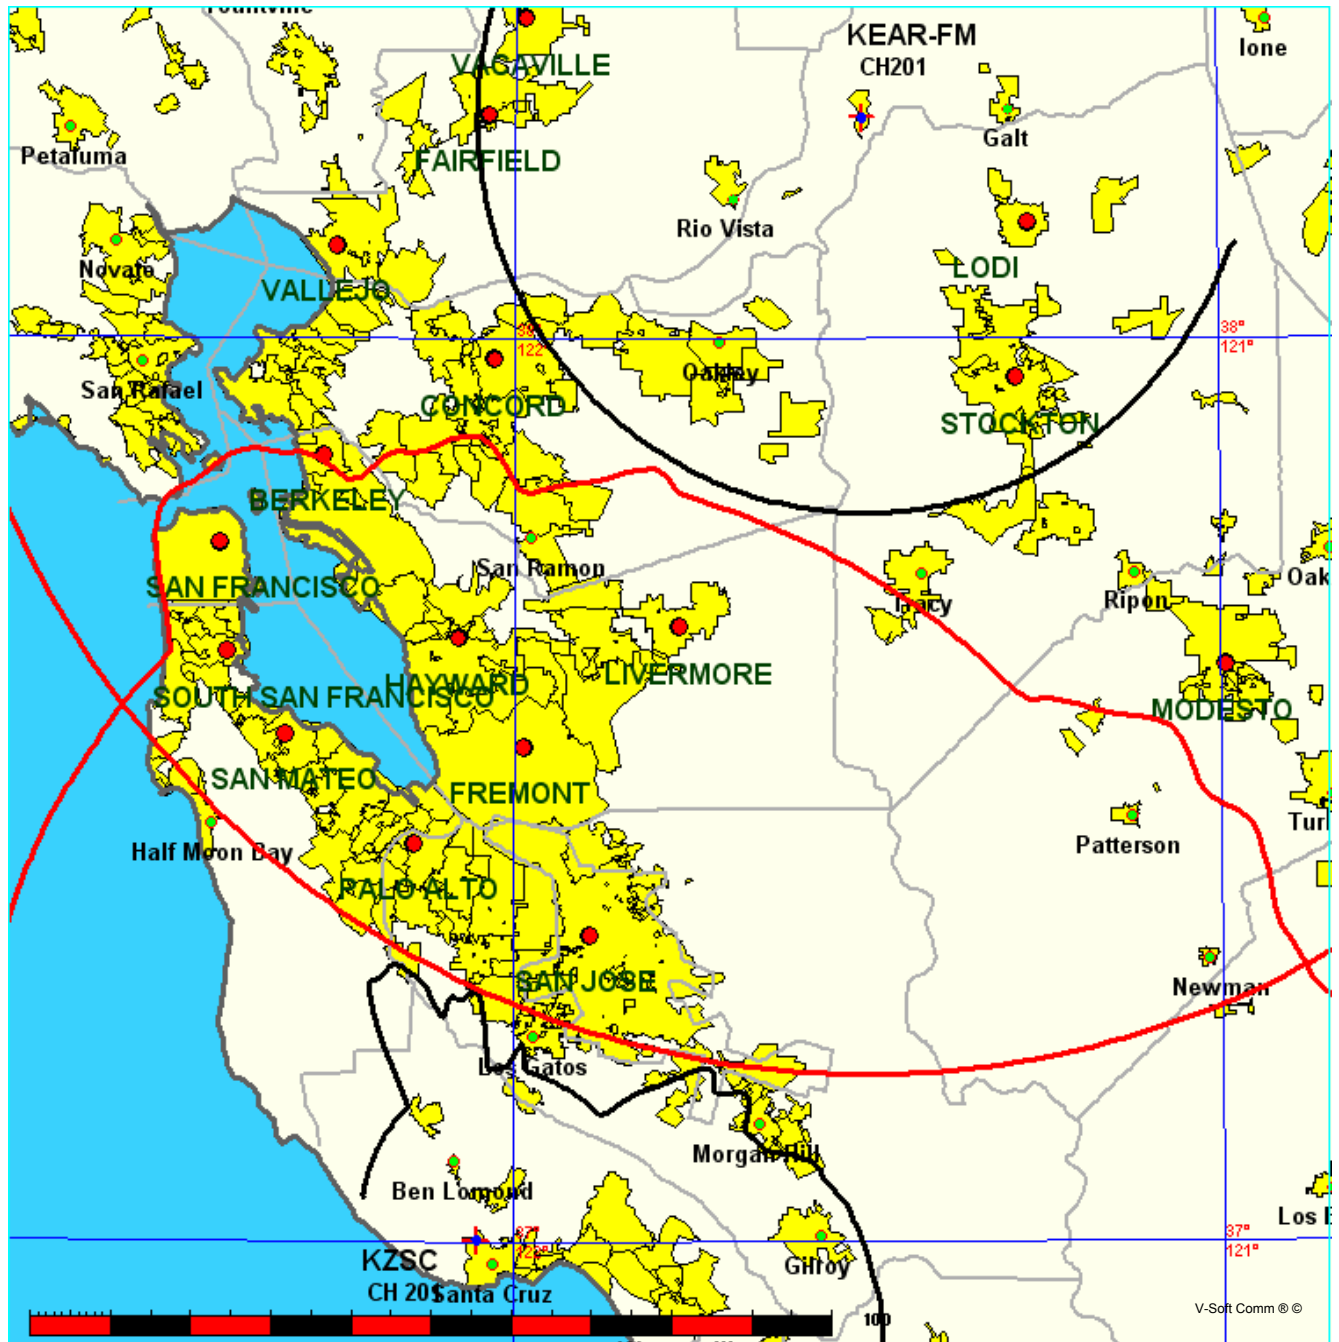 Yountville
KEAR-FM
CH201
Ione
VACAVILLE
Galt
Petaluma
FAIRFIELD
Rio Vista
Novato
LODI
VALLEJO
38°
122°
38°
121°
San Rafael
Oakley
CONCORD
STOCKTON
BERKELEY
San Ramon
Oak
SAN FRANCISCO
Tracy
Ripon
LIVERMORE
HAYWARD
SOUTH SAN FRANCISCO
MODESTO
SAN MATEO
FREMONT
Turl
Half Moon Bay
Patterson
PALO ALTO
SAN JOSE
Newman
Los Gatos
Morgan Hill
Ben Lomond
Los B
37°
122°
37°
121°
KZSC
CH 201
Santa Cruz
Gilroy
V-Soft Comm ® ©
100